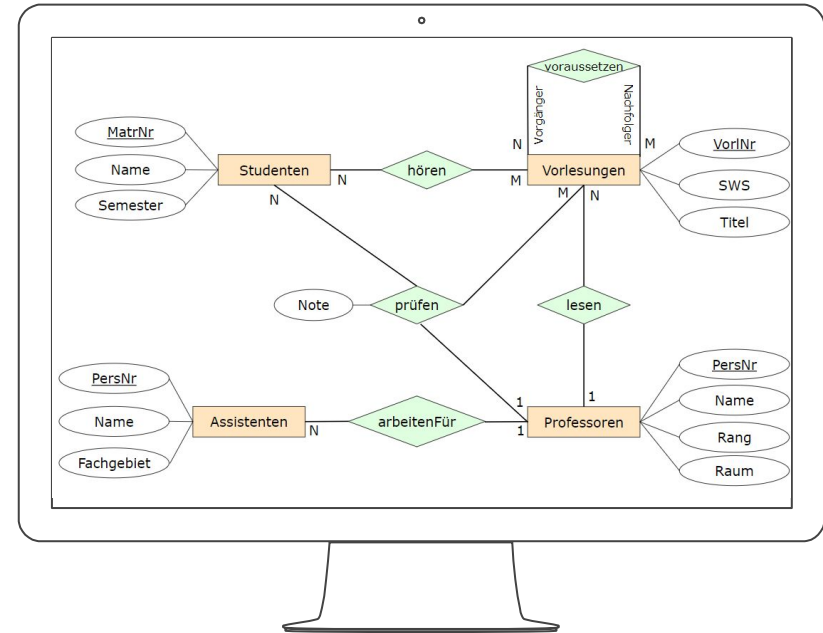 voraussetzen
Vorgänger
Nachfolger
N
M
MatrNr
Name
Semester
Studenten
N
N
hören
M
M
N
Vorlesungen
VorlNr
SWS
Titel
Note
prüfen
lesen
PersNr
Name
Fachgebiet
Assistenten
N
arbeitenFür
1
1
1
Professoren
PersNr
Name
Rang
Raum